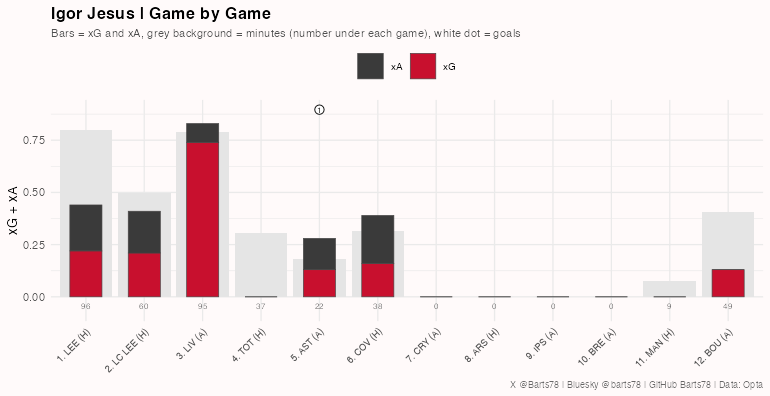 Igor Jesus | Game by Game
Bars = xG and xA, grey background = minutes (number under each game), white dot = goals
xA xG
1
xG + xA
0.75
0.50
0.25
0.00
96 60 95 37 22 38 0 0 0 0 9 49
1. LEE (H)
2. LC LEE (H)
3. LIV (A)
4. TOT (H)
5. AST (A)
6. COV (H)
7. CRY (A)
8. ARS (H)
9. IPS (A)
10. BRE (A)
11. MAN (H)
12. BOU (A)
X @Barts78 | Bluesky @barts78 | GitHub Barts78 | Data: Opta